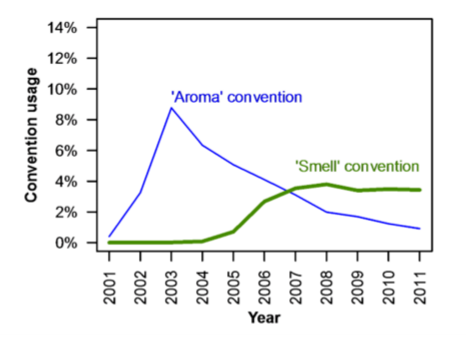 14%
12%
10%
8%
6%
4%
2%
0%
Convention usage
'Aroma' convention
'Smell' convention
2001 2002 2003 2004 2005 2006 2007 2008 2009 2010 2011
Year